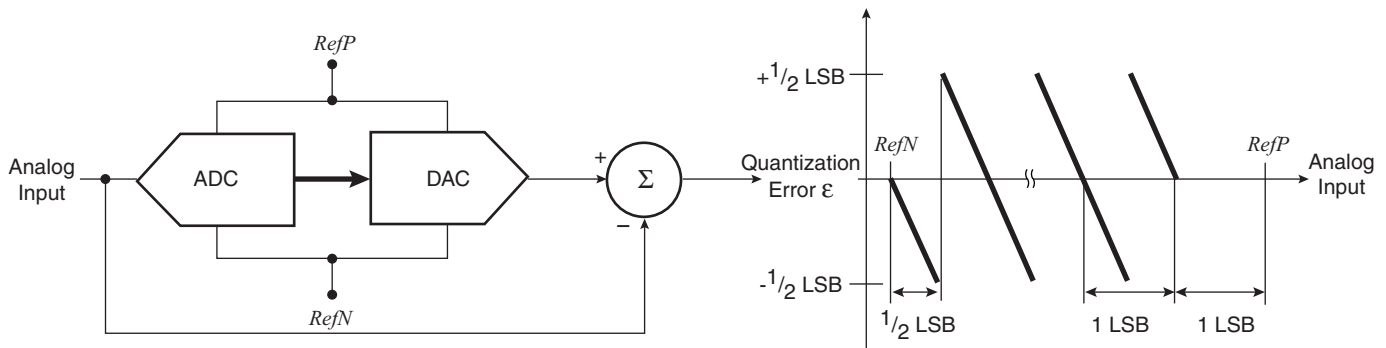 RefP
Analog
Input
ADC
DAC
+
Σ
−
RefN
Quantization
Error ε
+1/2 LSB
RefN
RefP
Analog
Input
-1/2 LSB
1/2 LSB
1 LSB
1 LSB